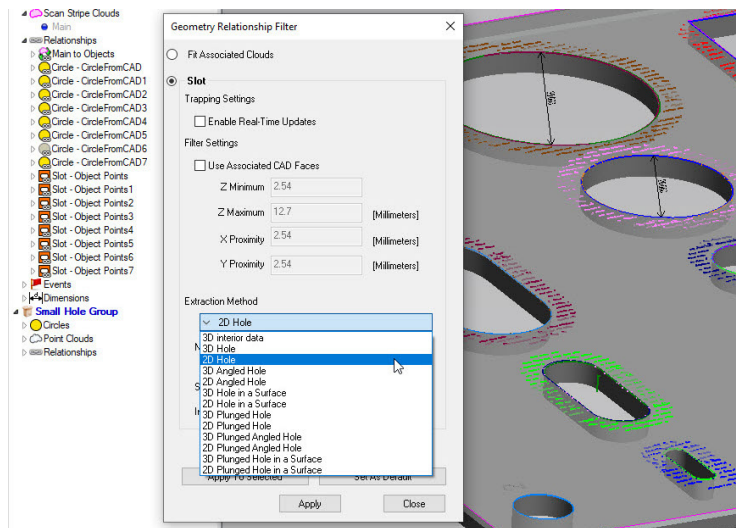 Scan Stripe Clouds
Main
Relationships
Main to Objects
Circle - CircleFromCAD
Circle - CircleFromCAD1
Circle - CircleFromCAD2
Circle - CircleFromCAD3
Circle - CircleFromCAD4
Circle - CircleFromCAD5
Circle - CircleFromCAD6
Circle - CircleFromCAD7
Slot - Object Points
Slot - Object Points1
Slot - Object Points2
Slot - Object Points3
Slot - Object Points4
Slot - Object Points5
Slot - Object Points6
Slot - Object Points7
Events
Dimensions
Small Hole Group
Circles
Point Clouds
Relationships
Geometry Relationship Filter
Fit Associated Clouds
Slot
Trapping Settings
Enable Real-Time Updates
Filter Settings
Use Associated CAD Faces
Z Minimum 2.54
Z Maximum 12.7 [Millimeters]
X Proximity 2.54
Y Proximity 2.54 [Millimeters]
Extraction Method
2D Hole
3D interior data
3D Hole
2D Hole
3D Angled Hole
2D Angled Hole
3D Hole in a Surface
2D Hole in a Surface
3D Plunged Hole
2D Plunged Hole
3D Plunged Angled Hole
2D Plunged Angled Hole
3D Plunged Hole in a Surface
2D Plunged Hole in a Surface
Apply To Selected Set As Default
Apply Close